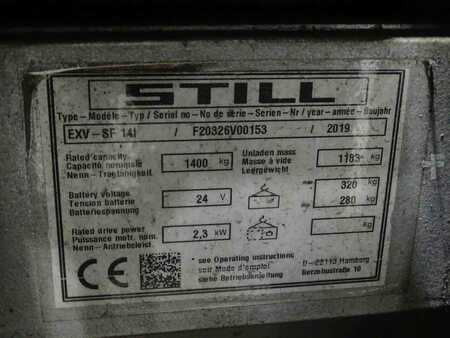 STILL
Type – Modèle – Typ / Serial no – No de série – Serien – Nr / year – année – Baujahr
EXV – SF 14I / F20326V00153 / 2019
Rated capacity
Capacité nominale
Nenn – Tragfähigkeit
1400 kg
Unladen mass
Masse à vide
Leergewicht
1183* kg
Battery voltage
Tension batterie
Batteriespannung
24 V
max 320 kg
min 280 kg
Rated drive power
Puissance motr. nom.
Nenn – Antriebsleist.
2,3 kW
kg
CE
* see Operating instructions
voir Mode d'emploi
siehe Betriebsanleitung
D – 22113 Hamburg
Berzeliusstraße 10